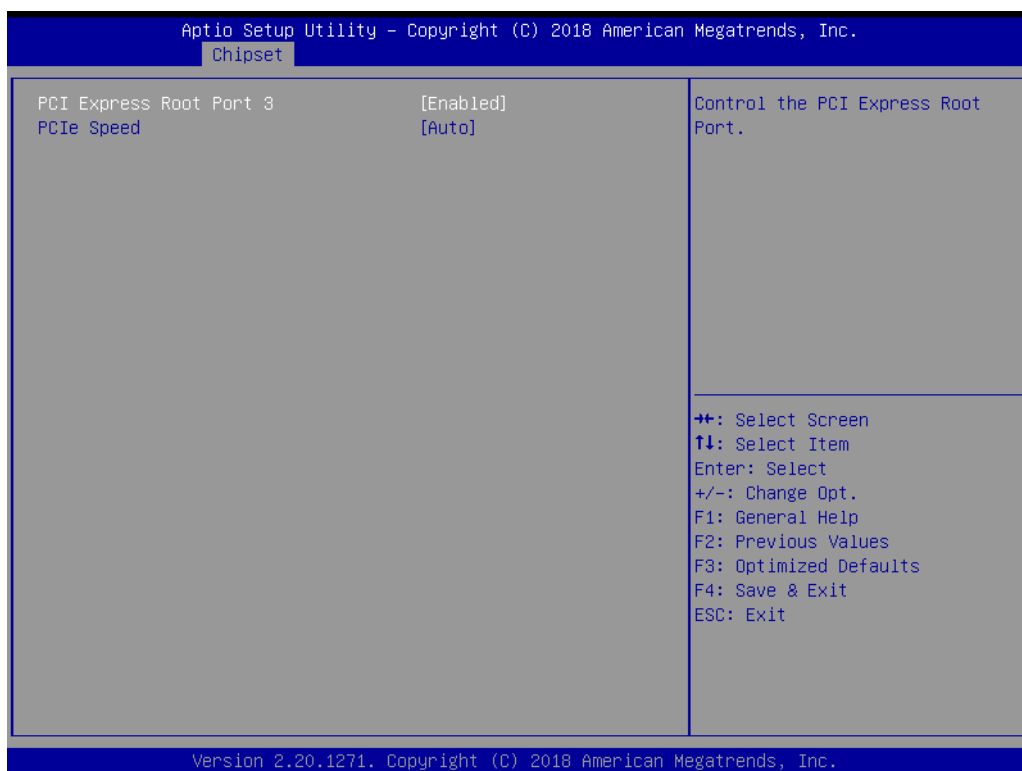 Aptio Setup Utility – Copyright (C) 2018 American Megatrends, Inc.
Chipset
PCI Express Root Port 3 [Enabled]
PCIe Speed [Auto]
Control the PCI Express Root
Port.
→←: Select Screen
↑↓: Select Item
Enter: Select
+/-: Change Opt.
F1: General Help
F2: Previous Values
F3: Optimized Defaults
F4: Save & Exit
ESC: Exit
Version 2.20.1271. Copyright (C) 2018 American Megatrends, Inc.